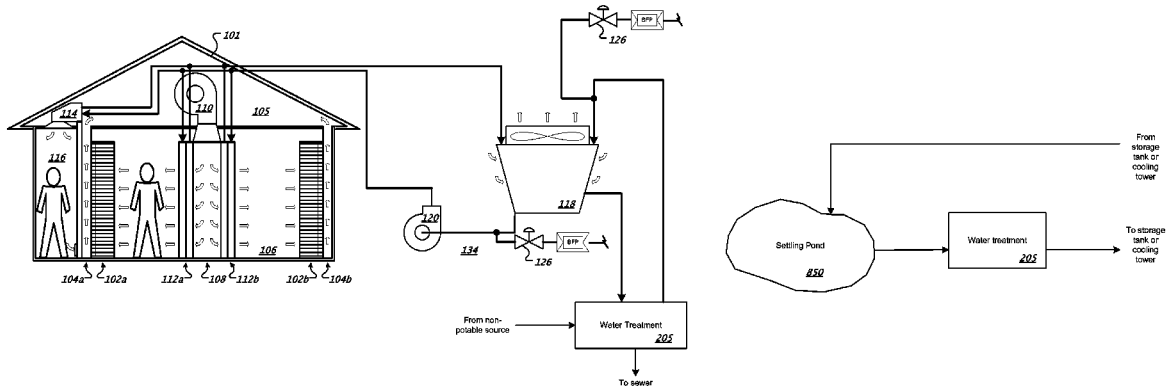 101
114
110
105
116
106
104a
102a
112a
108
112b
102b
104b
120
134
118
126
BFP
126
BFP
From non-
potable source
Water Treatment
205
To sewer
From
storage
tank or
cooling
tower
Settling Pond
850
Water treatment
205
To storage
tank or
cooling
tower